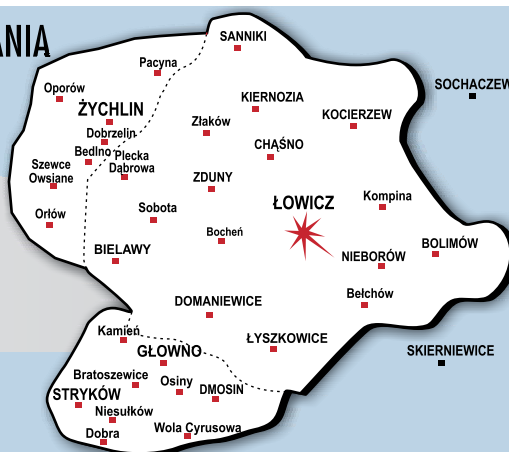 SANNIKI
Pacyna
Oporów
ŻYCHLIN
Dobrzelin
Bedlno
Plecka
Dąbrowa
Szewce
Owsiane
Orłów
KIERNOZIA
SOCHACZEW
KOCIERZEW
Złaków
CHĄŚNO
ZDUNY
ŁOWICZ
Kompina
Sobota
Bocheń
BIELAWY
NIEBORÓW
BOLIMÓW
Bełchów
DOMANIEWICE
Kamień
GŁOWNO
ŁYSZKOWICE
SKIERNIEWICE
Bratoszewice
Osiny
DMOSIN
STRYKÓW
Niesułków
Dobra
Wola Cyrusowa